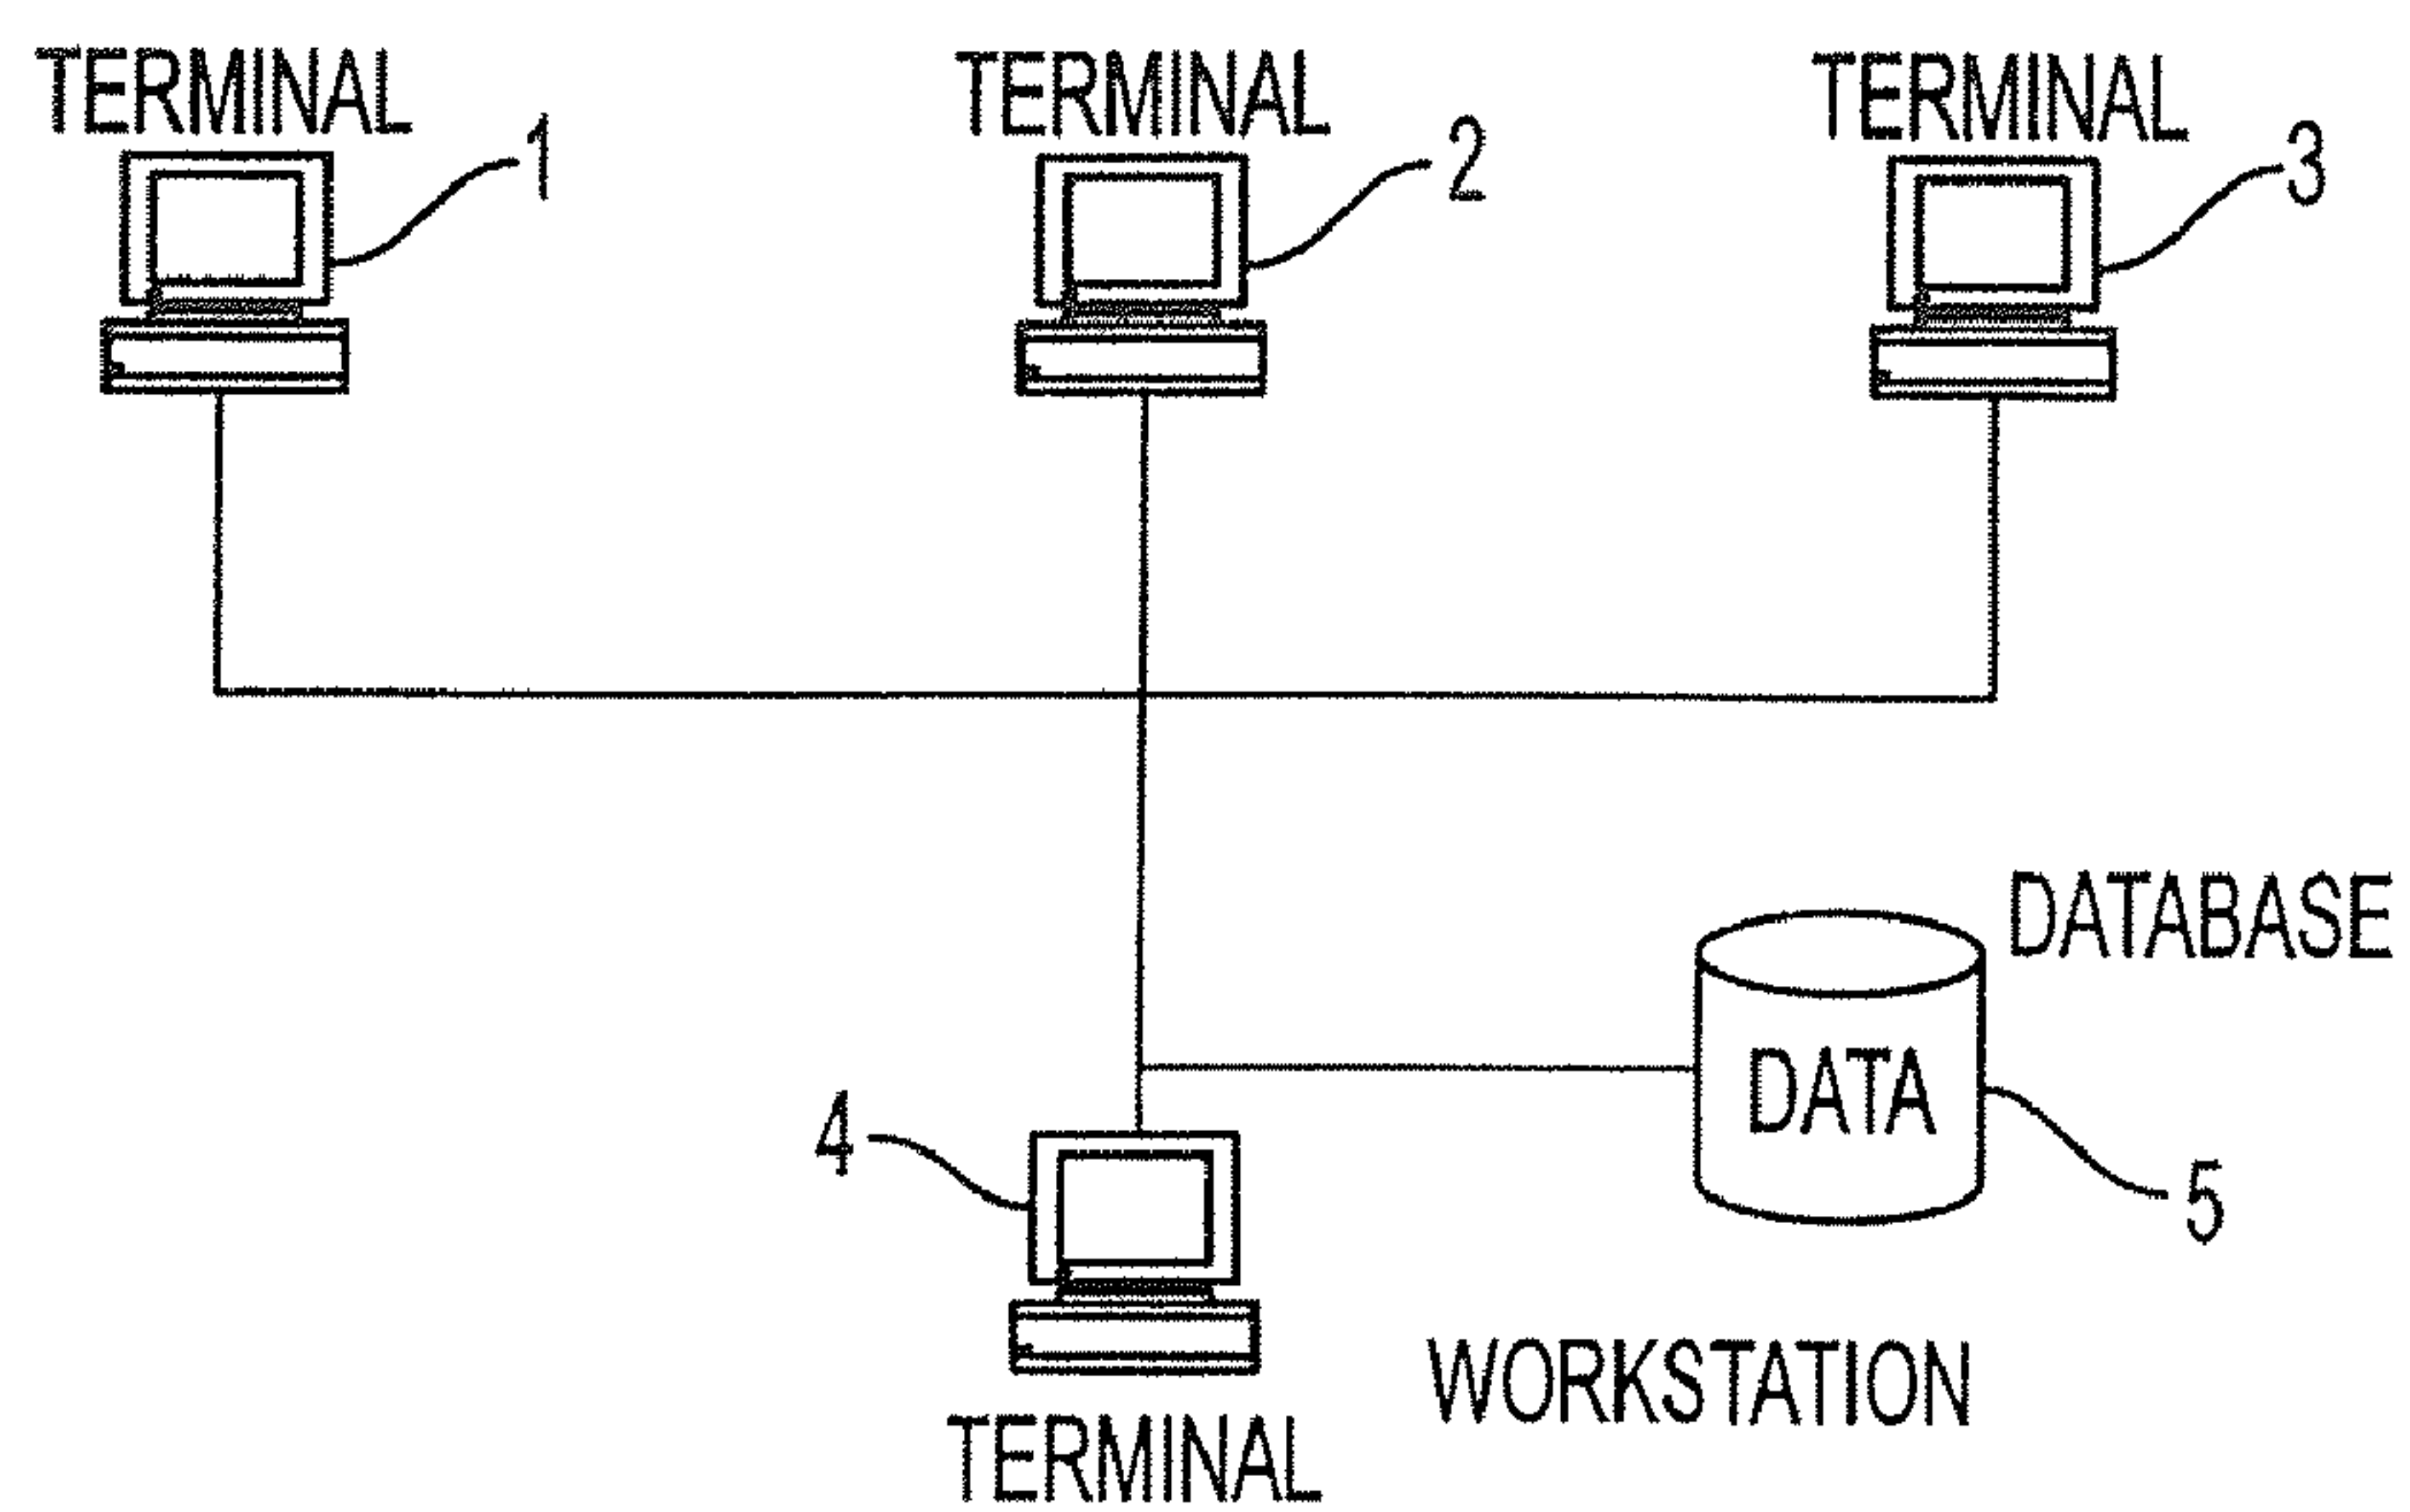 TERMINAL
1
TERMINAL
2
TERMINAL
3
DATABASE
DATA
4
5
WORKSTATION
TERMINAL